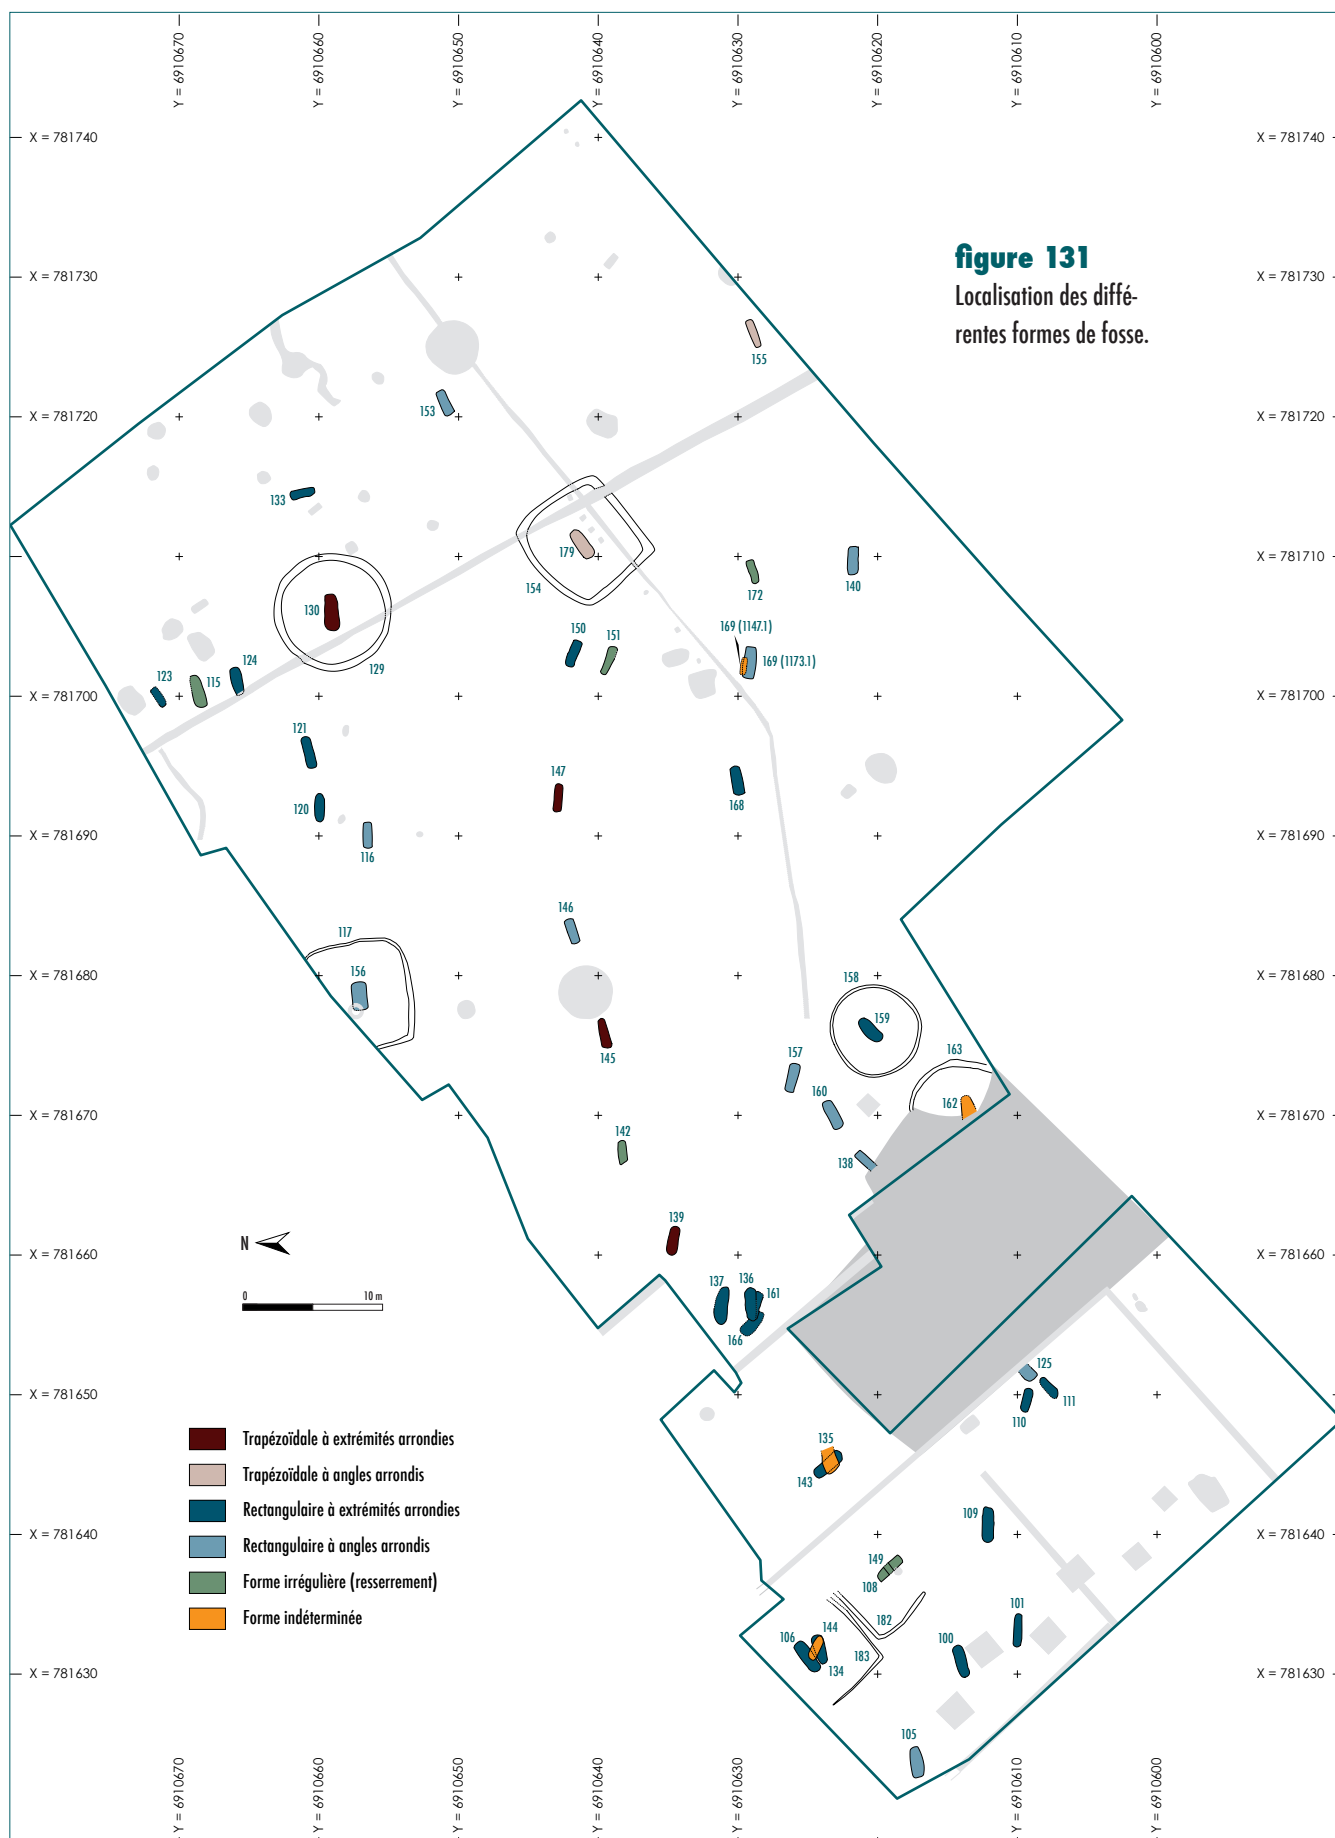 Y = 6910670
Y = 6910660
Y = 6910650
Y = 6910640
Y = 6910630
Y = 6910620
Y = 6910610
Y = 6910600
X = 781740
X = 781740
figure 131
Localisation des diffé-
rentes formes de fosse.
X = 781730
X = 781730
155
153
X = 781720
X = 781720
133
179
154
X = 781710
X = 781710
172
140
130
129
150
151
169 (1147.1)
169 (1173.1)
123
115
124
X = 781700
X = 781700
121
147
168
120
116
X = 781690
X = 781690
146
117
156
X = 781680
X = 781680
158
159
145
157
163
160
162
X = 781670
X = 781670
142
138
139
N
X = 781660
X = 781660
137
136
161
166
0
10 m
125
111
110
X = 781650
X = 781650
135
143
Trapézoïdale à extrémités arrondies
Trapézoïdale à angles arrondis
Rectangulaire à extrémités arrondies
Rectangulaire à angles arrondis
Forme irrégulière (resserrement)
Forme indéterminée
109
X = 781640
X = 781640
149
108
101
182
106
144
134
183
100
X = 781630
X = 781630
105
Y = 6910670
Y = 6910660
Y = 6910650
Y = 6910640
Y = 6910630
Y = 6910610
Y = 6910600